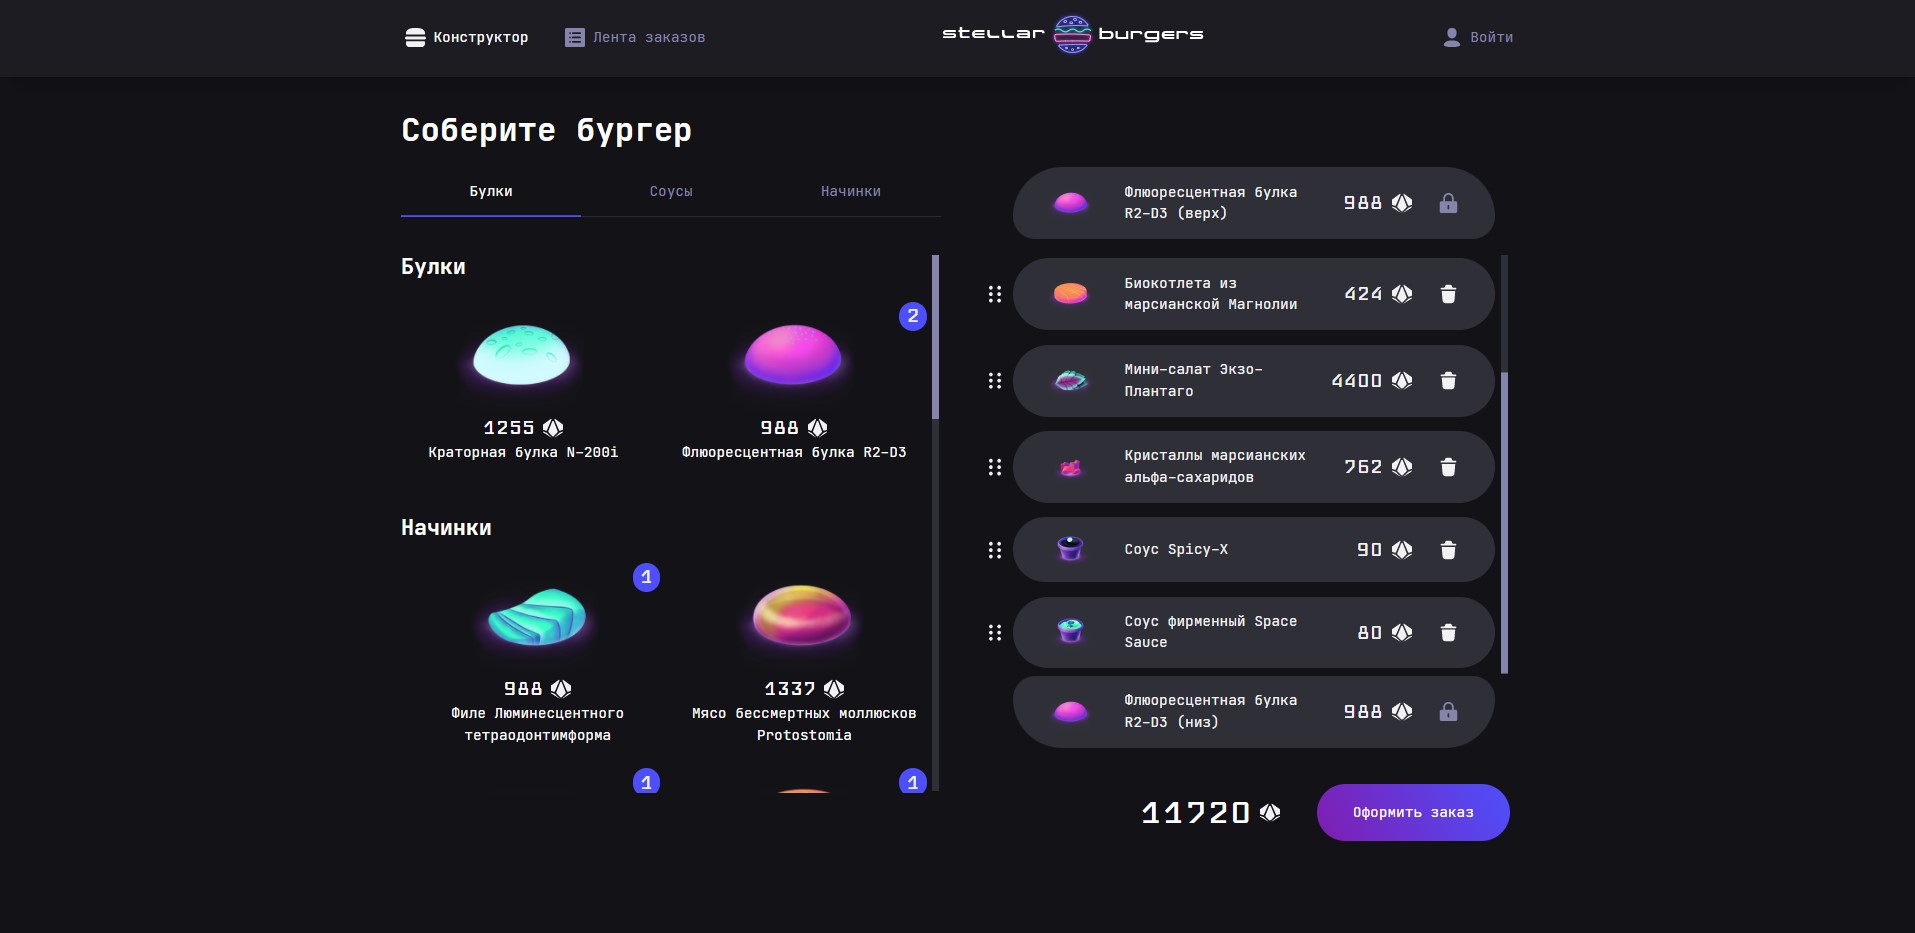 Конструктор
Лента заказов
stellar burgers
Войти
Соберите бургер
Булки
Соусы
Начинки
Булки
2
1255
988
Краторная булка N-200i
Флюоресцентная булка R2-D3
Начинки
1
988
1337
Филе Люминесцентного
тетраодонтимформа
Мясо бессмертных моллюсков
Protostomia
1
1
Флюоресцентная булка
R2-D3 (верх)
988
Биокотлета из
марсианской Магнолии
424
Мини-салат Экзо-
Плантаго
4400
Кристаллы марсианских
альфа-сахаридов
762
Соус Spicy-X
90
Соус фирменный Space
Sauce
80
Флюоресцентная булка
R2-D3 (низ)
988
11720
Оформить заказ